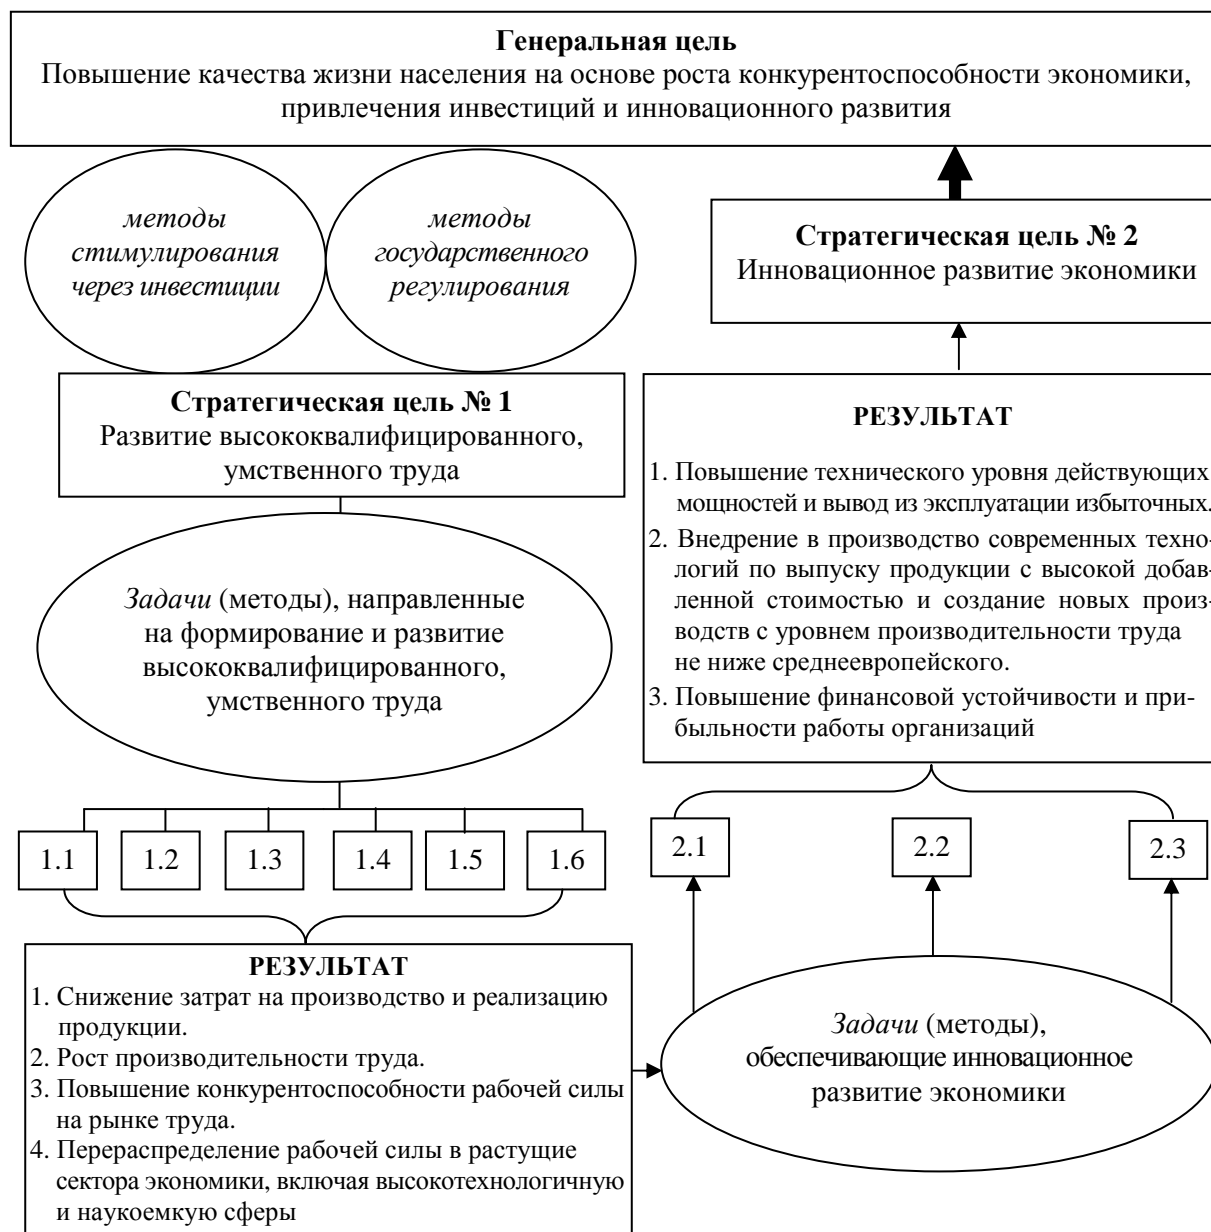 Генеральная цель
Повышение качества жизни населения на основе роста конкурентоспособности экономики,
привлечения инвестиций и инновационного развития
методы
стимулирования
через инвестиции
методы
государственного
регулирования
Стратегическая цель № 1
Развитие высококвалифицированного,
умственного труда
Задачи (методы), направленные
на формирование и развитие
высококвалифицированного,
умственного труда
1.1 1.2 1.3 1.4 1.5 1.6
РЕЗУЛЬТАТ
1. Снижение затрат на производство и реализацию
продукции.
2. Рост производительности труда.
3. Повышение конкурентоспособности рабочей силы
на рынке труда.
4. Перераспределение рабочей силы в растущие
сектора экономики, включая высокотехнологичную
и наукоемкую сферы
Задачи (методы),
обеспечивающие инновационное
развитие экономики
2.1 2.2 2.3
РЕЗУЛЬТАТ
1. Повышение технического уровня действующих
мощностей и вывод из эксплуатации избыточных.
2. Внедрение в производство современных техно-
логий по выпуску продукции с высокой добав-
ленной стоимостью и создание новых произ-
водств с уровнем производительности труда
не ниже среднеевропейского.
3. Повышение финансовой устойчивости и при-
быльности работы организаций
Стратегическая цель № 2
Инновационное развитие экономики